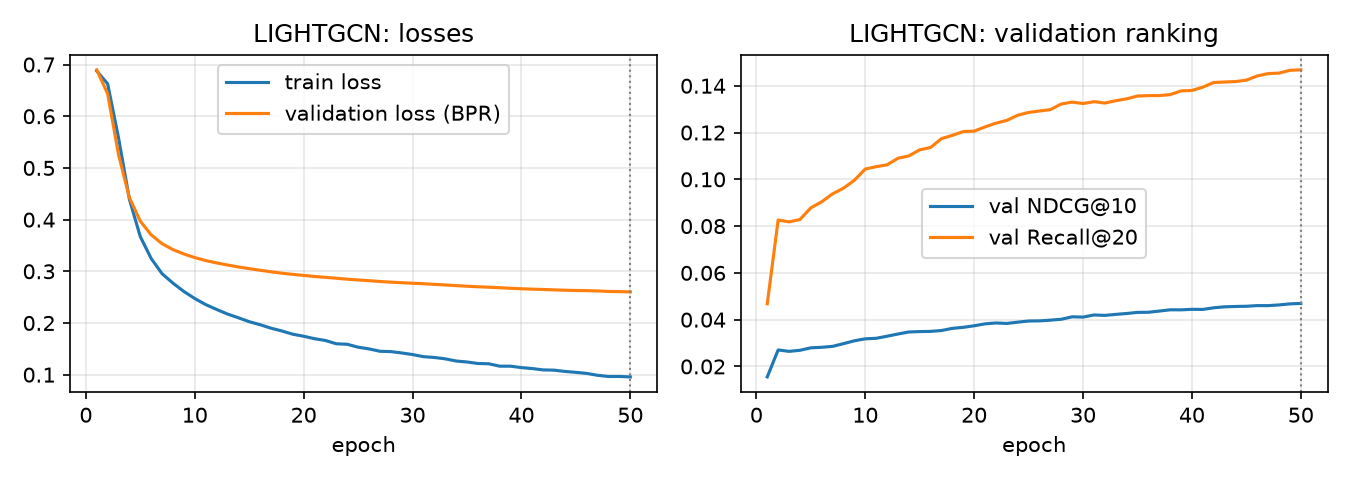 LIGHTGCN: losses
0.7
0.6
0.5
0.4
0.3
0.2
0.1
train loss
validation loss (BPR)
0 10 20 30 40 50
epoch
LIGHTGCN: validation ranking
0.14
0.12
0.10
0.08
0.06
0.04
0.02
val NDCG@10
val Recall@20
0 10 20 30 40 50
epoch